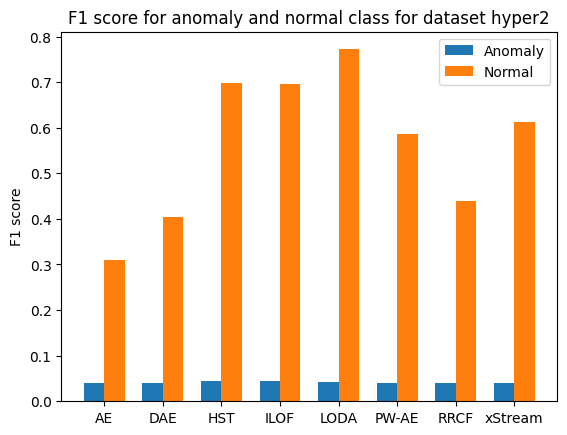 F1 score for anomaly and normal class for dataset hyper2
Anomaly
Normal
F1 score
0.8
0.7
0.6
0.5
0.4
0.3
0.2
0.1
0.0
AE DAE HST ILOF LODA PW-AE RRCF xStream